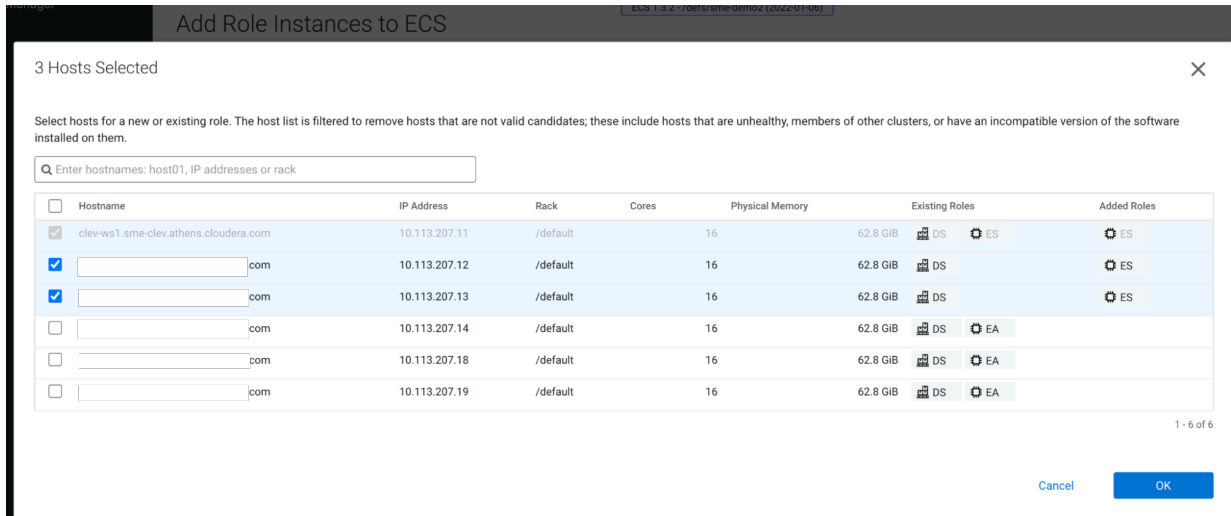 Manager
Add Role Instances to ECS
ECS 1.3.2 - /defs/sme-demo2 (2022-01-06)
3 Hosts Selected
Select hosts for a new or existing role. The host list is filtered to remove hosts that are not valid candidates; these include hosts that are unhealthy, members of other clusters, or have an incompatible version of the software
installed on them.
Enter hostnames: host01, IP addresses or rack
Hostname IP Address Rack Cores Physical Memory Existing Roles Added Roles
clev-ws1.sme-clev.athens.cloudera.com 10.113.207.11 /default 16 62.8 GiB DS ES ES
com 10.113.207.12 /default 16 62.8 GiB DS ES
com 10.113.207.13 /default 16 62.8 GiB DS ES
com 10.113.207.14 /default 16 62.8 GiB DS EA
com 10.113.207.18 /default 16 62.8 GiB DS EA
com 10.113.207.19 /default 16 62.8 GiB DS EA
1 - 6 of 6
Cancel OK